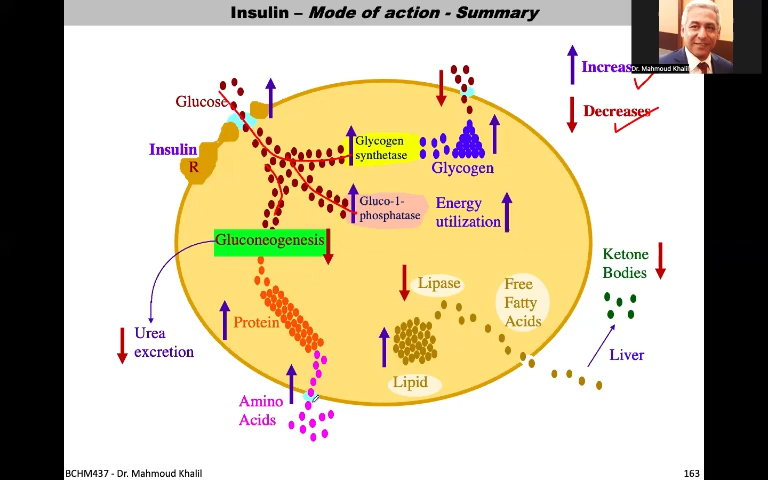 Insulin – Mode of action - Summary
Dr. Mahmoud Khalil
Increas
Decreases
Glucose
Insulin
R
Glycogen
synthetase
Glycogen
Gluco-1-
phosphatase
Energy
utilization
Gluconeogenesis
Ketone
Bodies
Lipase
Free
Fatty
Acids
Protein
Urea
excretion
Liver
Lipid
Amino
Acids
BCHM437 - Dr. Mahmoud Khalil
163